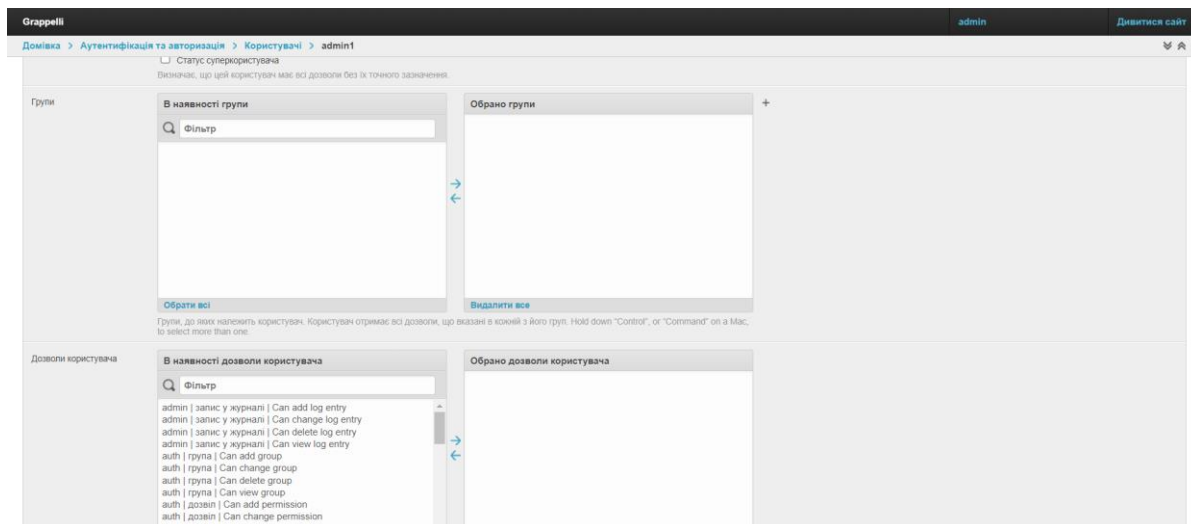 Grappelli admin Дивитися сайт
Домівка > Аутентифікація та авторизація > Користувачі > admin1
Статус суперкористувача
Визначає, що цей користувач має всі дозволи без їх точного зазначення.
Групи В наявності групи Обрано групи +
Фільтр
Обрати всі Видалити все
Групи, до яких належить користувач. Користувач отримає всі дозволи, що вказані в кожній з його груп. Hold down "Control", or "Command" on a Mac,
to select more than one.
Дозволи користувача В наявності дозволи користувача Обрано дозволи користувача
Фільтр
admin | запис у журналі | Can add log entry
admin | запис у журналі | Can change log entry
admin | запис у журналі | Can delete log entry
admin | запис у журналі | Can view log entry
auth | група | Can add group
auth | група | Can change group
auth | група | Can delete group
auth | група | Can view group
auth | дозвіл | Can add permission
auth | дозвіл | Can change permission